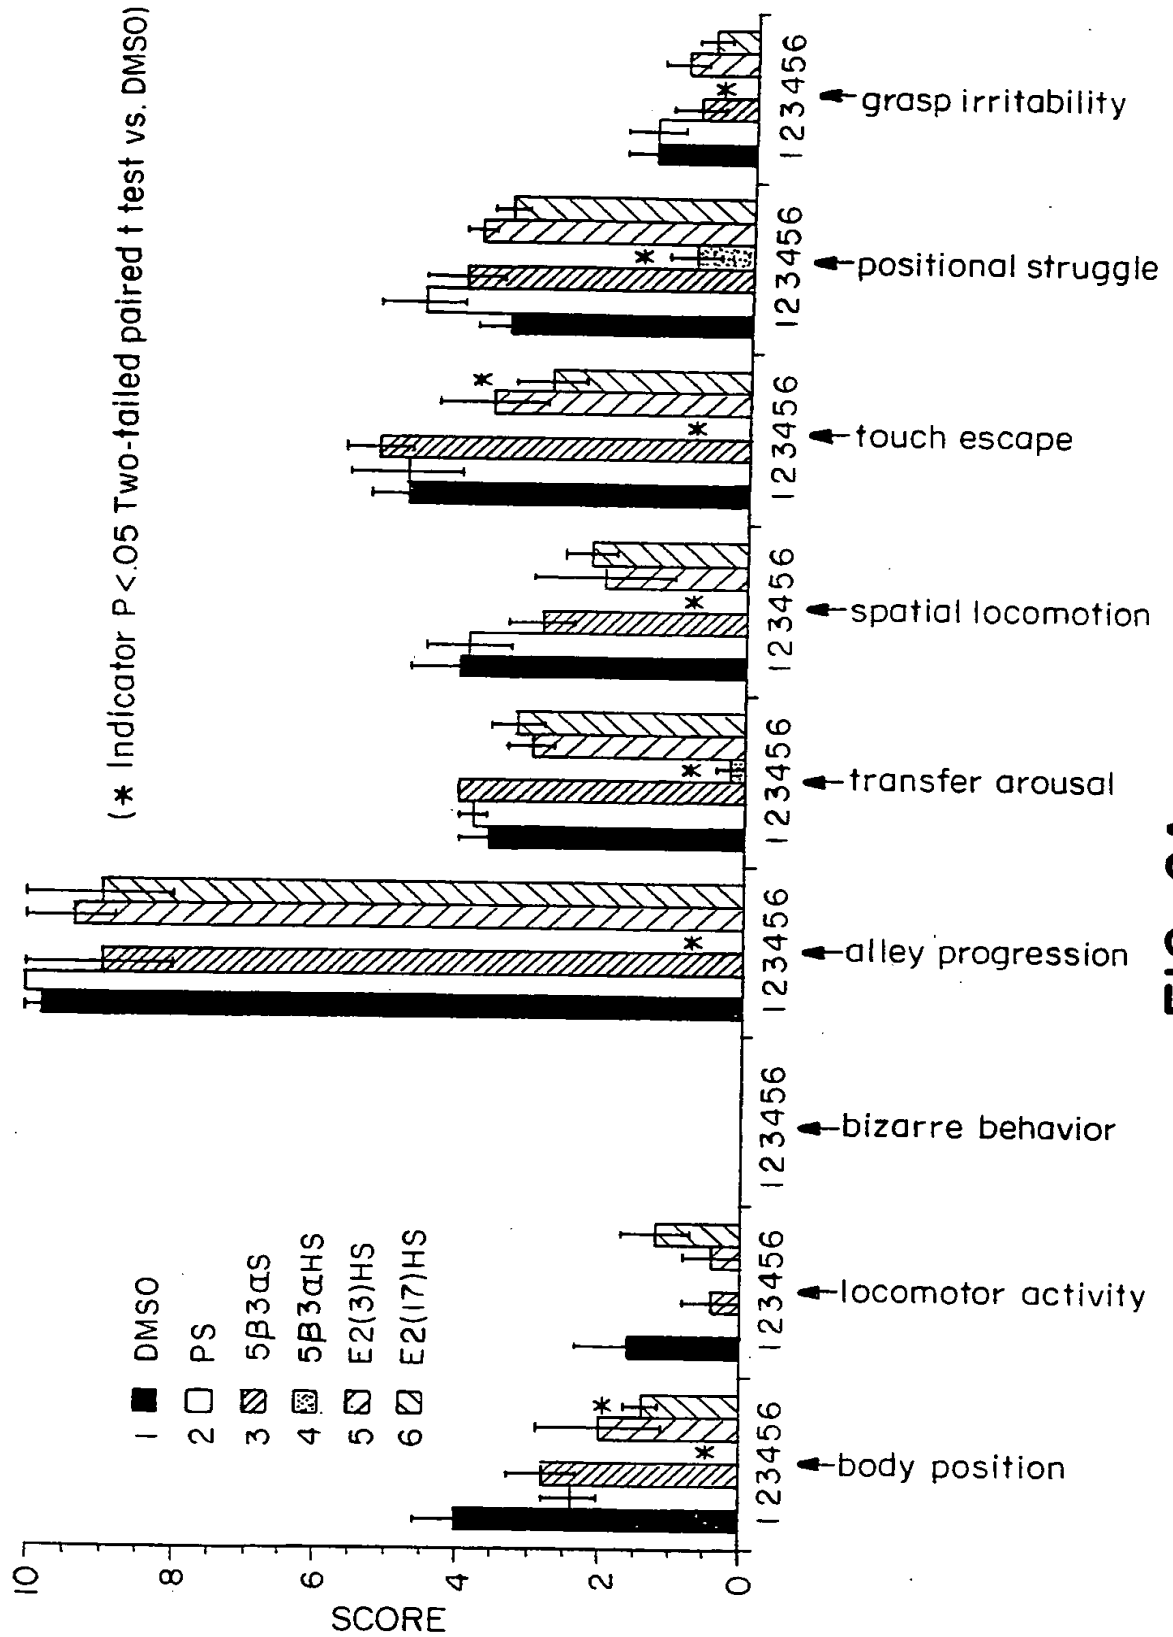 (* Indicator P<.05 Two-tailed paired t test vs. DMSO)
1 DMSO
2 PS
3 5β3αS
4 5β3αHS
5 E2(3)HS
6 E2(17)HS
SCORE
10
8
6
4
2
0
123456 123456 123456 123456 123456 123456 123456 123456 123456
body position
locomotor activity
bizarre behavior
alley progression
transfer arousal
spatial locomotion
touch escape
positional struggle
grasp irritability